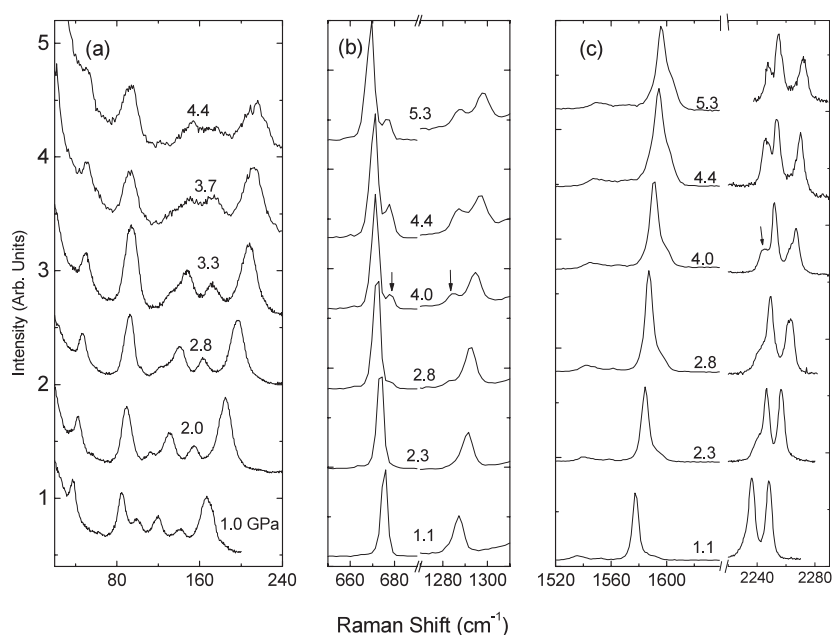 (a)
(b)
(c)
5
4
3
2
1
Intensity (Arb. Units)
4.4
3.7
3.3
2.8
2.0
1.0 GPa
80 160 240
5.3
4.4
4.0
2.8
2.3
1.1
650 680 1280 1300
5.3
4.4
4.0
2.8
2.3
1.1
1520 1560 1600 2240 2280
Raman Shift (cm⁻¹)